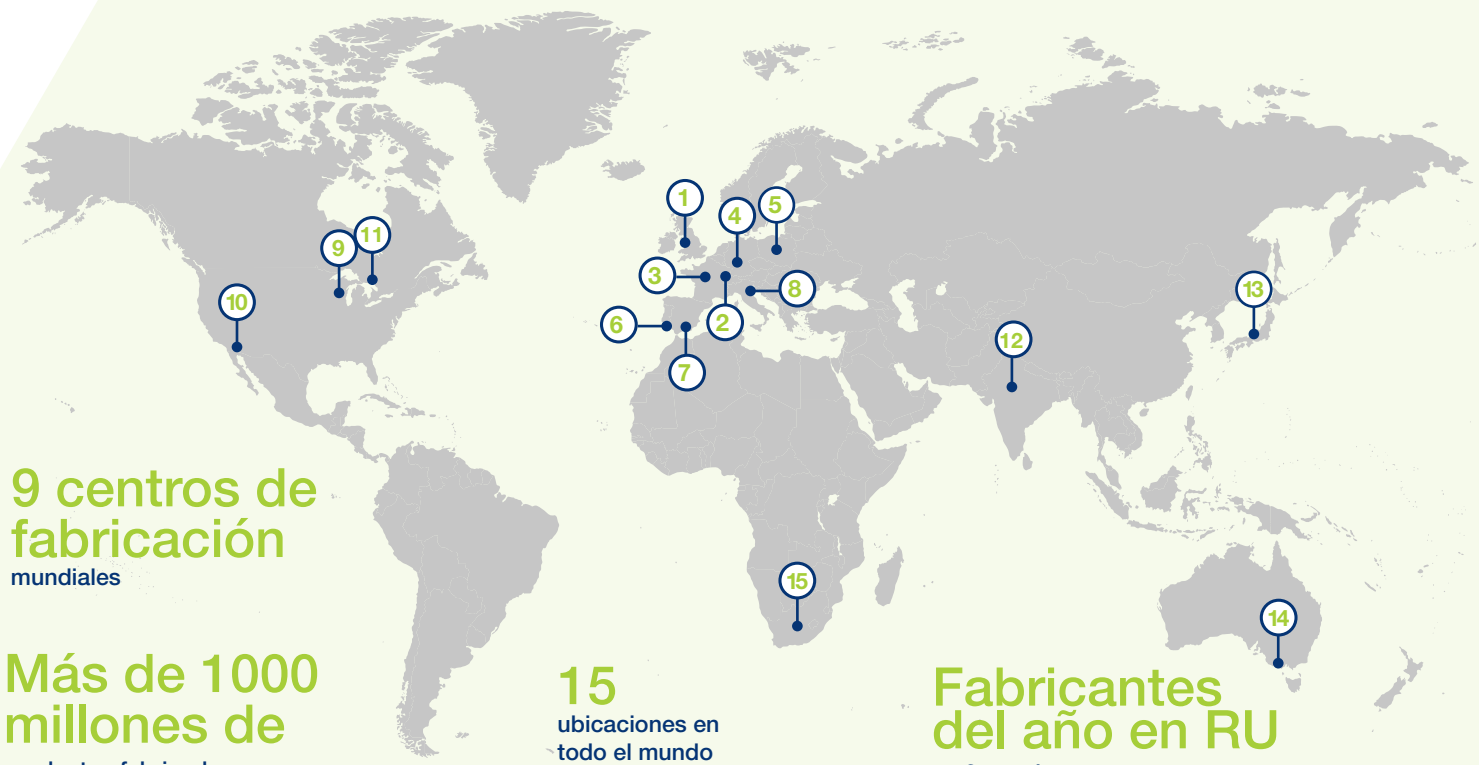 1
4
5
11
9
3
8
10
13
6
2
12
7
9 centros de
fabricación
mundiales
15
14
Más de 1000
millones de
15
ubicaciones en
todo el mundo
Fabricantes
del año en RU